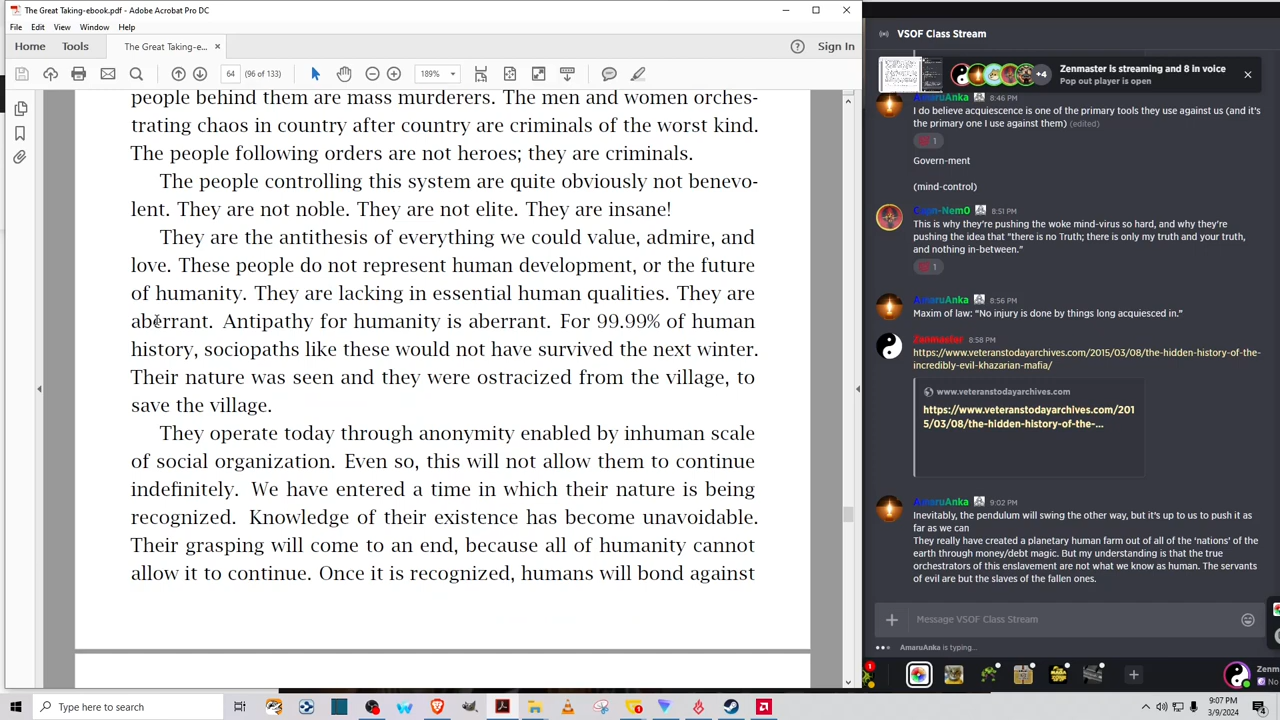 The Great Taking-ebook.pdf - Adobe Acrobat Pro DC
File Edit View Window Help
Home Tools The Great Taking-e... × Sign In
64 (96 of 133) 189%
people behind them are mass murderers. The men and women orches-
trating chaos in country after country are criminals of the worst kind.
The people following orders are not heroes; they are criminals.
The people controlling this system are quite obviously not benevo-
lent. They are not noble. They are not elite. They are insane!
They are the antithesis of everything we could value, admire, and
love. These people do not represent human development, or the future
of humanity. They are lacking in essential human qualities. They are
aberrant. Antipathy for humanity is aberrant. For 99.99% of human
history, sociopaths like these would not have survived the next winter.
Their nature was seen and they were ostracized from the village, to
save the village.
They operate today through anonymity enabled by inhuman scale
of social organization. Even so, this will not allow them to continue
indefinitely. We have entered a time in which their nature is being
recognized. Knowledge of their existence has become unavoidable.
Their grasping will come to an end, because all of humanity cannot
allow it to continue. Once it is recognized, humans will bond against
VSOF Class Stream
+4 Zenmaster is streaming and 8 in voice
Pop out player is open
AmaruAnka 8:46 PM
I do believe acquiescence is one of the primary tools they use against us (and it's
the primary one I use against them) (edited)
1
Govern-ment
(mind-control)
8:51 PM
This is why they're pushing the woke mind-virus so hard, and why they're
pushing the idea that "there is no Truth; there is only my truth and your truth,
and nothing in-between."
1
AmaruAnka 8:56 PM
Maxim of law: “No injury is done by things long acquiesced in.”
Zenmaster 8:58 PM
https://www.veteranstodayarchives.com/2015/03/08/the-hidden-history-of-the-
incredibly-evil-khazarian-mafia/
www.veteranstodayarchives.com
https://www.veteranstodayarchives.com/201
5/03/08/the-hidden-history-of-the-...
AmaruAnka 9:02 PM
Inevitably, the pendulum will swing the other way, but it's up to us to push it as
far as we can
They really have created a planetary human farm out of all of the 'nations' of the
earth through money/debt magic. But my understanding is that the true
orchestrators of this enslavement are not what we know as human. The servants
of evil are but the slaves of the fallen ones.
Message VSOF Class Stream
AmaruAnka is typing...
1 Zenm
No
Type here to search
9:07 PM
3/9/2024
4